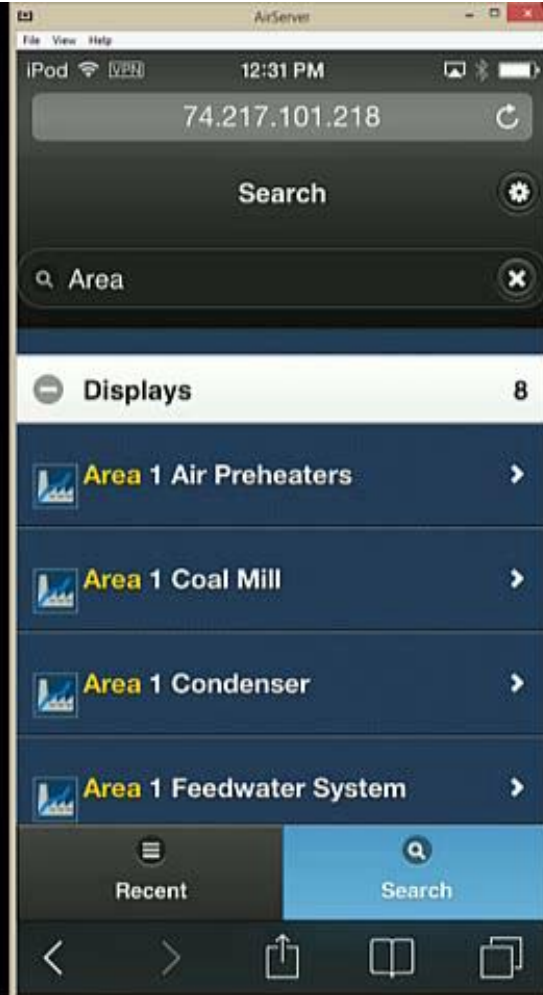 AirServer
File View Help
iPod VPN 12:31 PM
74.217.101.218
Search
Area
Displays 8
Area 1 Air Preheaters
Area 1 Coal Mill
Area 1 Condenser
Area 1 Feedwater System
Recent Search